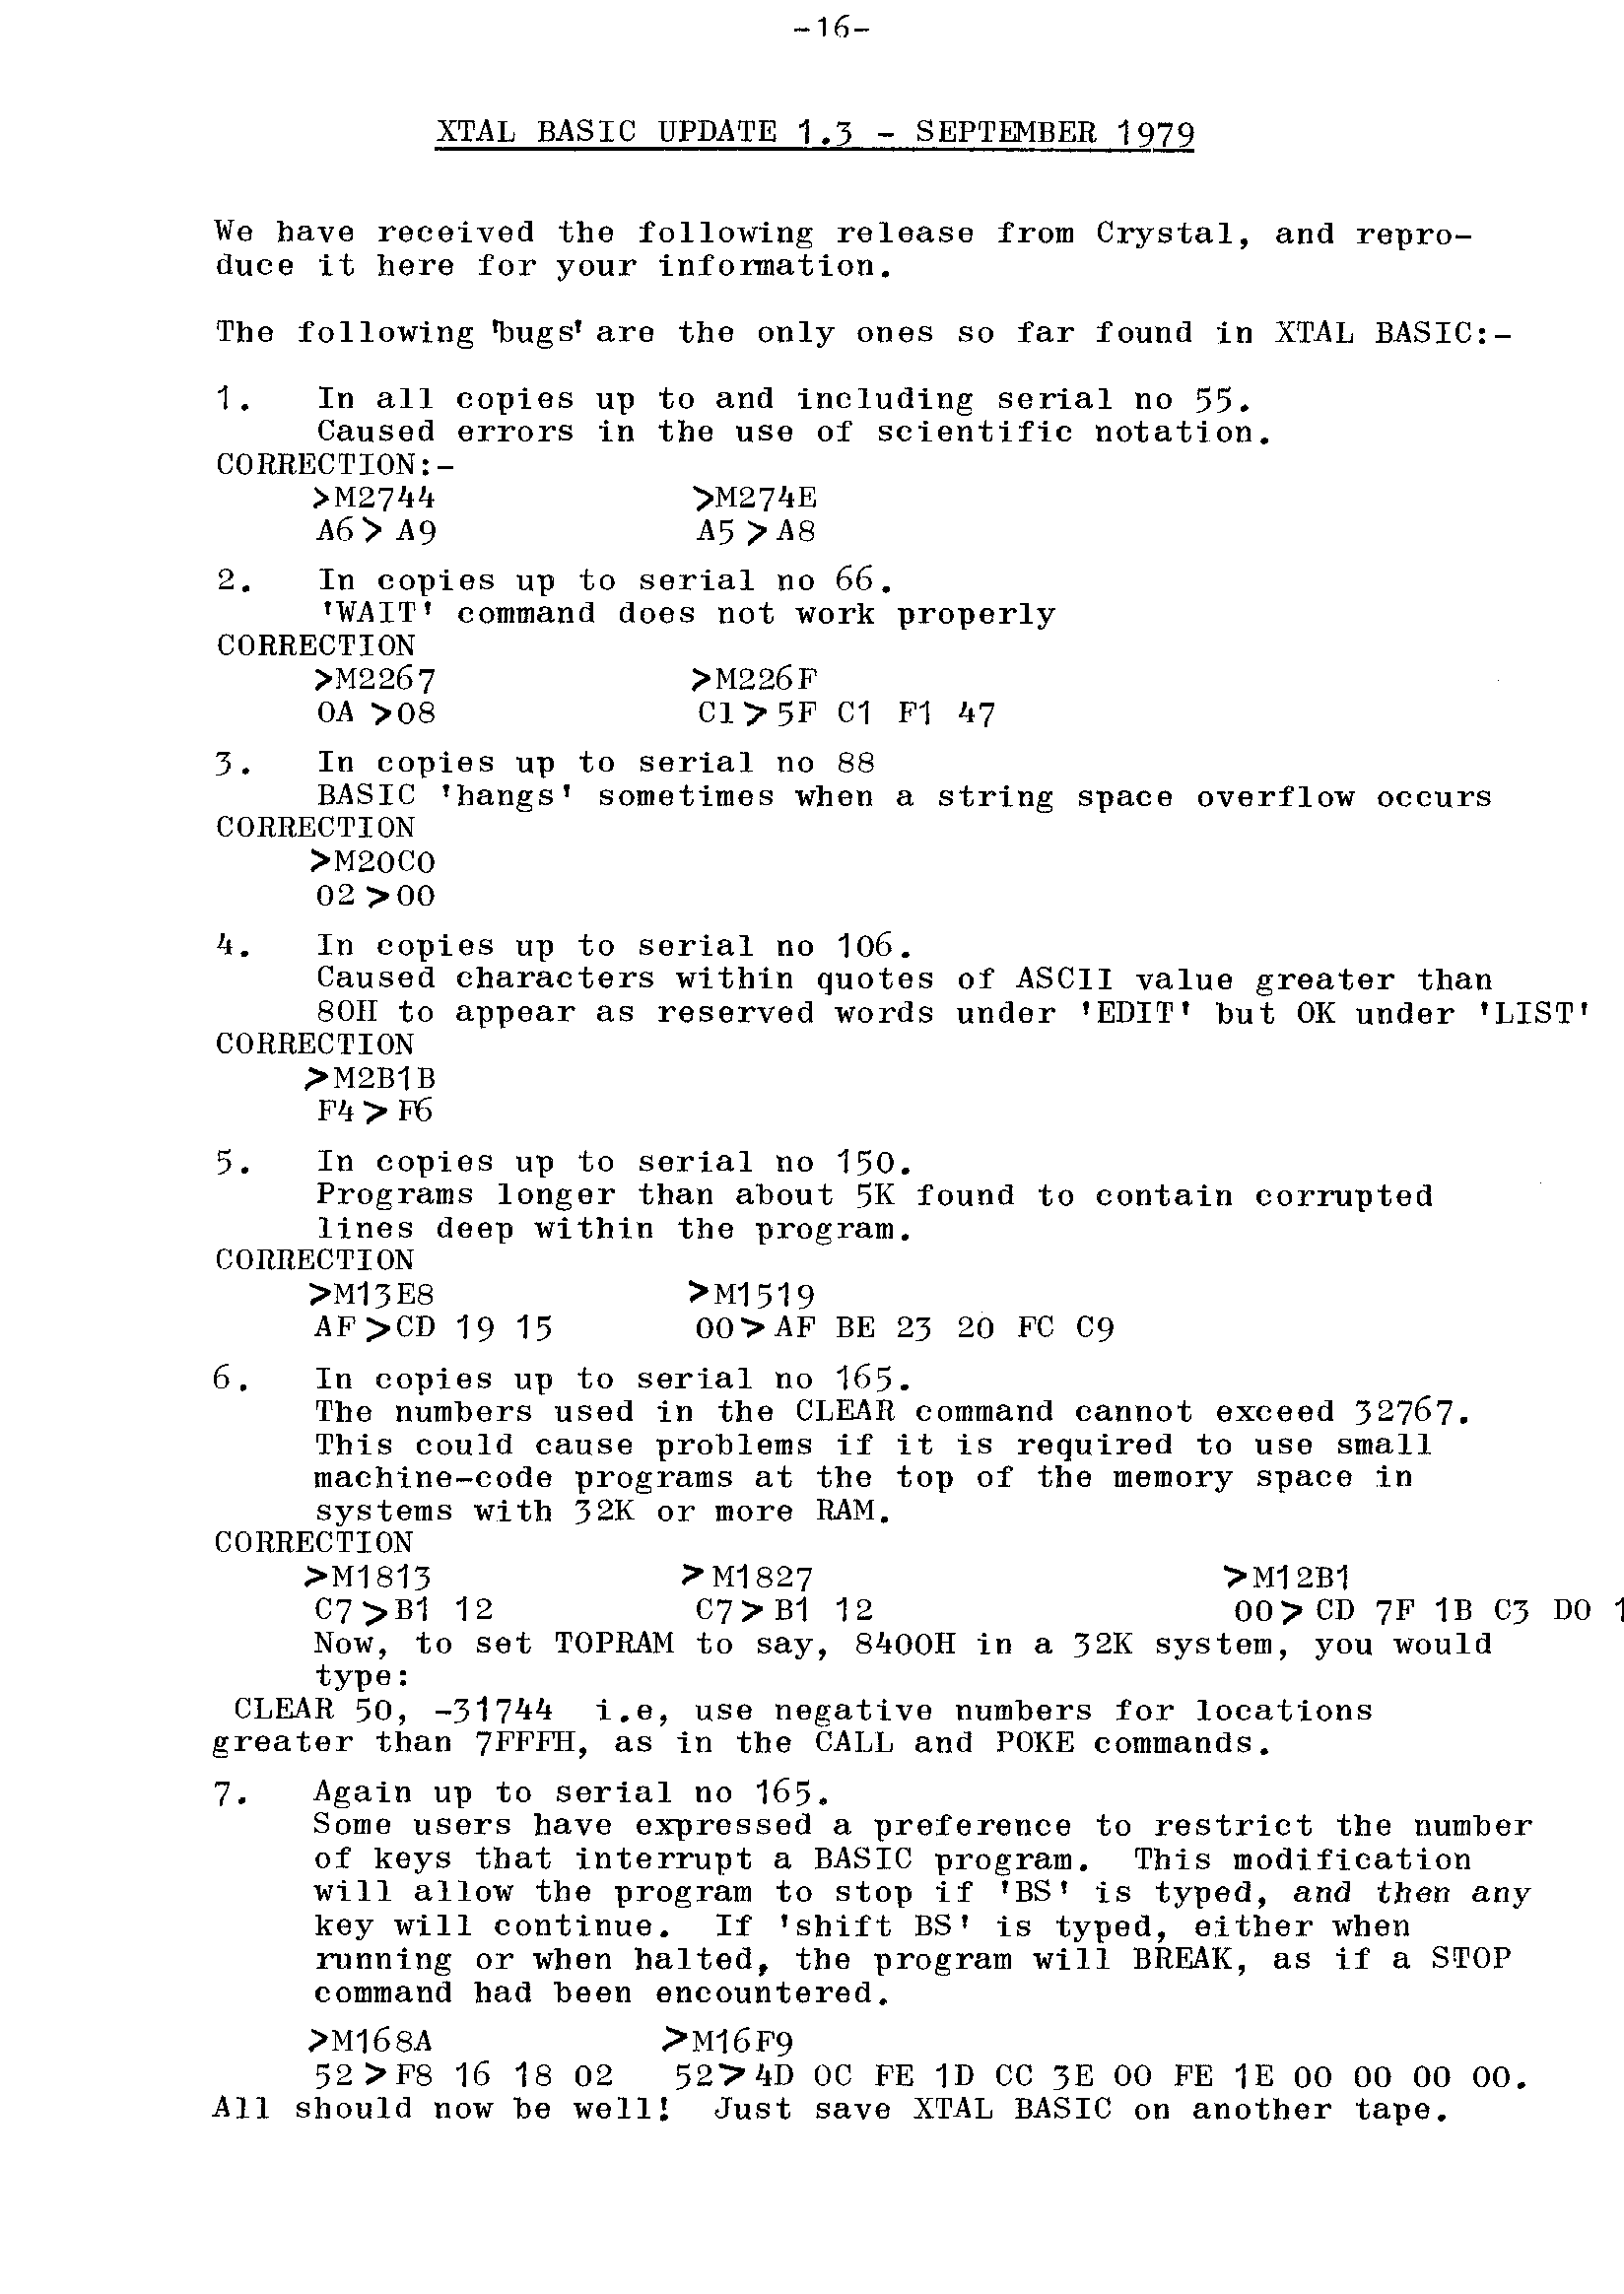 -16-
XTAL BASIC UPDATE 1.3 - SEPTEMBER 1979
We have received the following release from Crystal, and repro-
duce it here for your information.
The following 'bugs' are the only ones so far found in XTAL BASIC:-
1. In all copies up to and including serial no 55.
Caused errors in the use of scientific notation.
CORRECTION:-
>M2744 >M274E
A6> A9 A5 >A8
2. In copies up to serial no 66.
'WAIT' command does not work properly
CORRECTION
>M2267 >M226F
OA >08 C1> 5F C1 F1 47
3. In copies up to serial no 88
BASIC 'hangs' sometimes when a string space overflow occurs
CORRECTION
>M20C0
02 >00
4. In copies up to serial no 106.
Caused characters within quotes of ASCII value greater than
80H to appear as reserved words under 'EDIT' but OK under 'LIST'
CORRECTION
>M2B1B
F4> F6
5. In copies up to serial no 150.
Programs longer than about 5K found to contain corrupted
lines deep within the program.
CORRECTION
>M13E8 >M1519
AF>CD 19 15 00> AF BE 23 20 FC C9
6. In copies up to serial no 165.
The numbers used in the CLEAR command cannot exceed 32767.
This could cause problems if it is required to use small
machine-code programs at the top of the memory space in
systems with 32K or more RAM.
CORRECTION
>M1813 >M1827 >M12B1
C7>B1 12 C7> B1 12 00> CD 7F 1B C3 D0
Now, to set TOPRAM to say, 8400H in a 32K system, you would
type:
CLEAR 50, -31744 i.e, use negative numbers for locations
greater than 7FFFH, as in the CALL and POKE commands.
7. Again up to serial no 165.
Some users have expressed a preference to restrict the number
of keys that interrupt a BASIC program. This modification
will allow the program to stop if 'BS' is typed, and then any
key will continue. If 'shift BS' is typed, either when
running or when halted, the program will BREAK, as if a STOP
command had been encountered.
>M168A >M16F9
52 >F8 16 18 02 52> 4D 0C FE 1D CC 3E 00 FE 1E 00 00 00 00.
All should now be well! Just save XTAL BASIC on another tape.